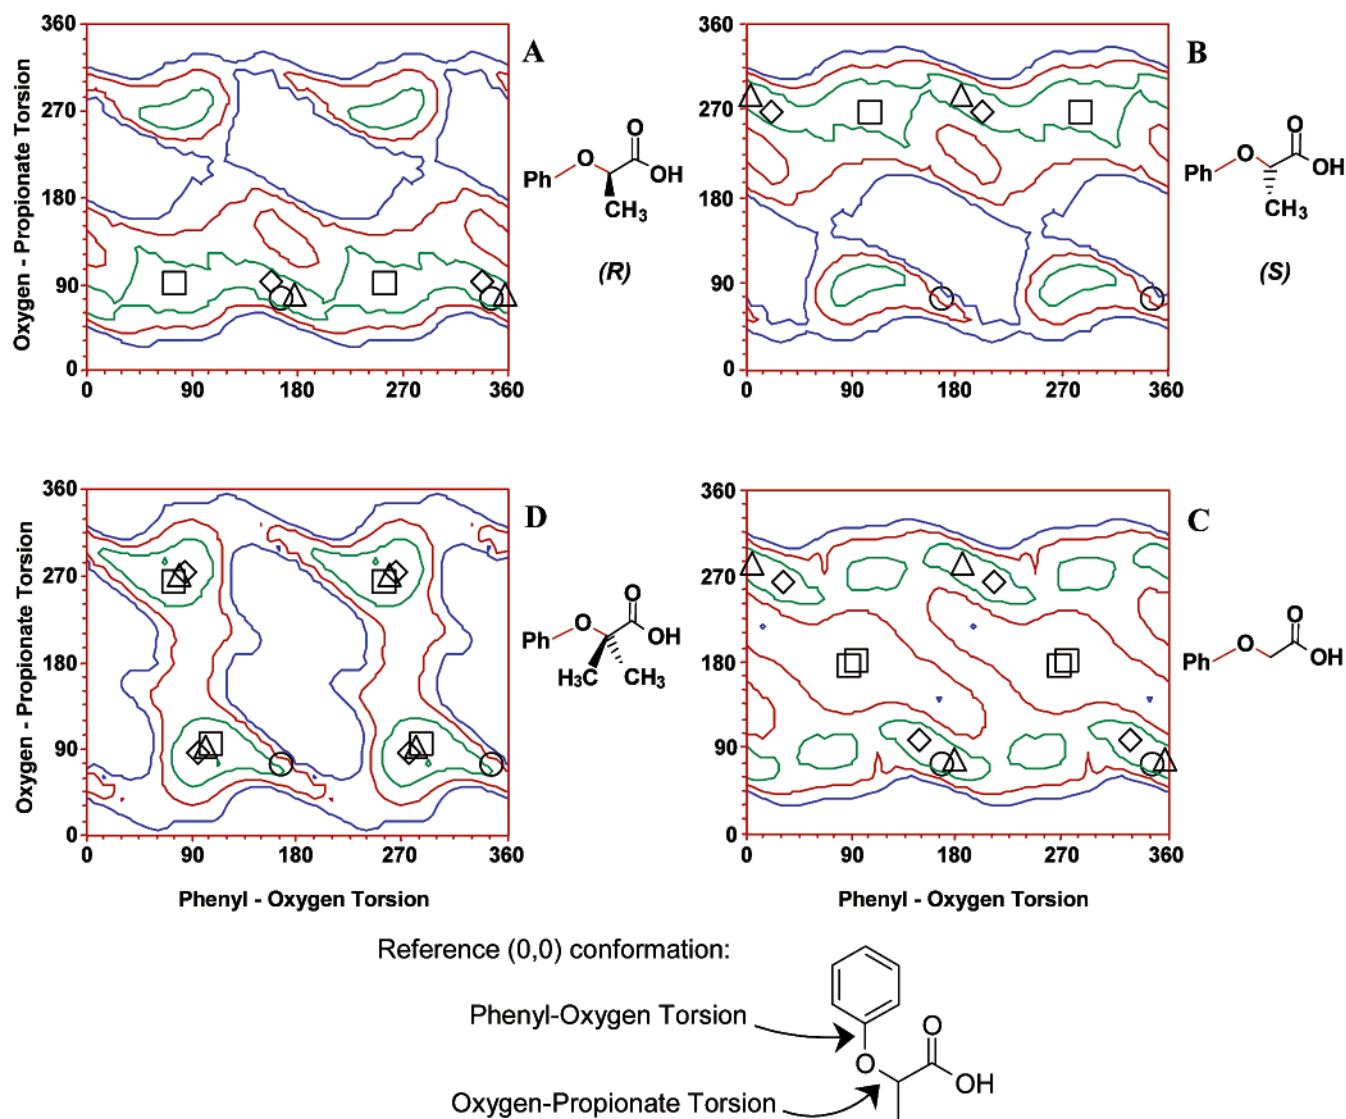 A
B
Oxygen - Propionate Torsion
360
270
180
90
0
0 90 180 270 360
Ph O O OH CH₃
(R)
360
270
180
90
0
0 90 180 270 360
Ph O O OH CH₃
(S)
D
C
Oxygen - Propionate Torsion
360
270
180
90
0
0 90 180 270 360
Ph O O OH H₃C CH₃
Phenyl - Oxygen Torsion
360
270
180
90
0
0 90 180 270 360
Ph O O OH
Phenyl - Oxygen Torsion
Reference (0,0) conformation:
Phenyl-Oxygen Torsion
O
O
OH
Oxygen-Propionate Torsion